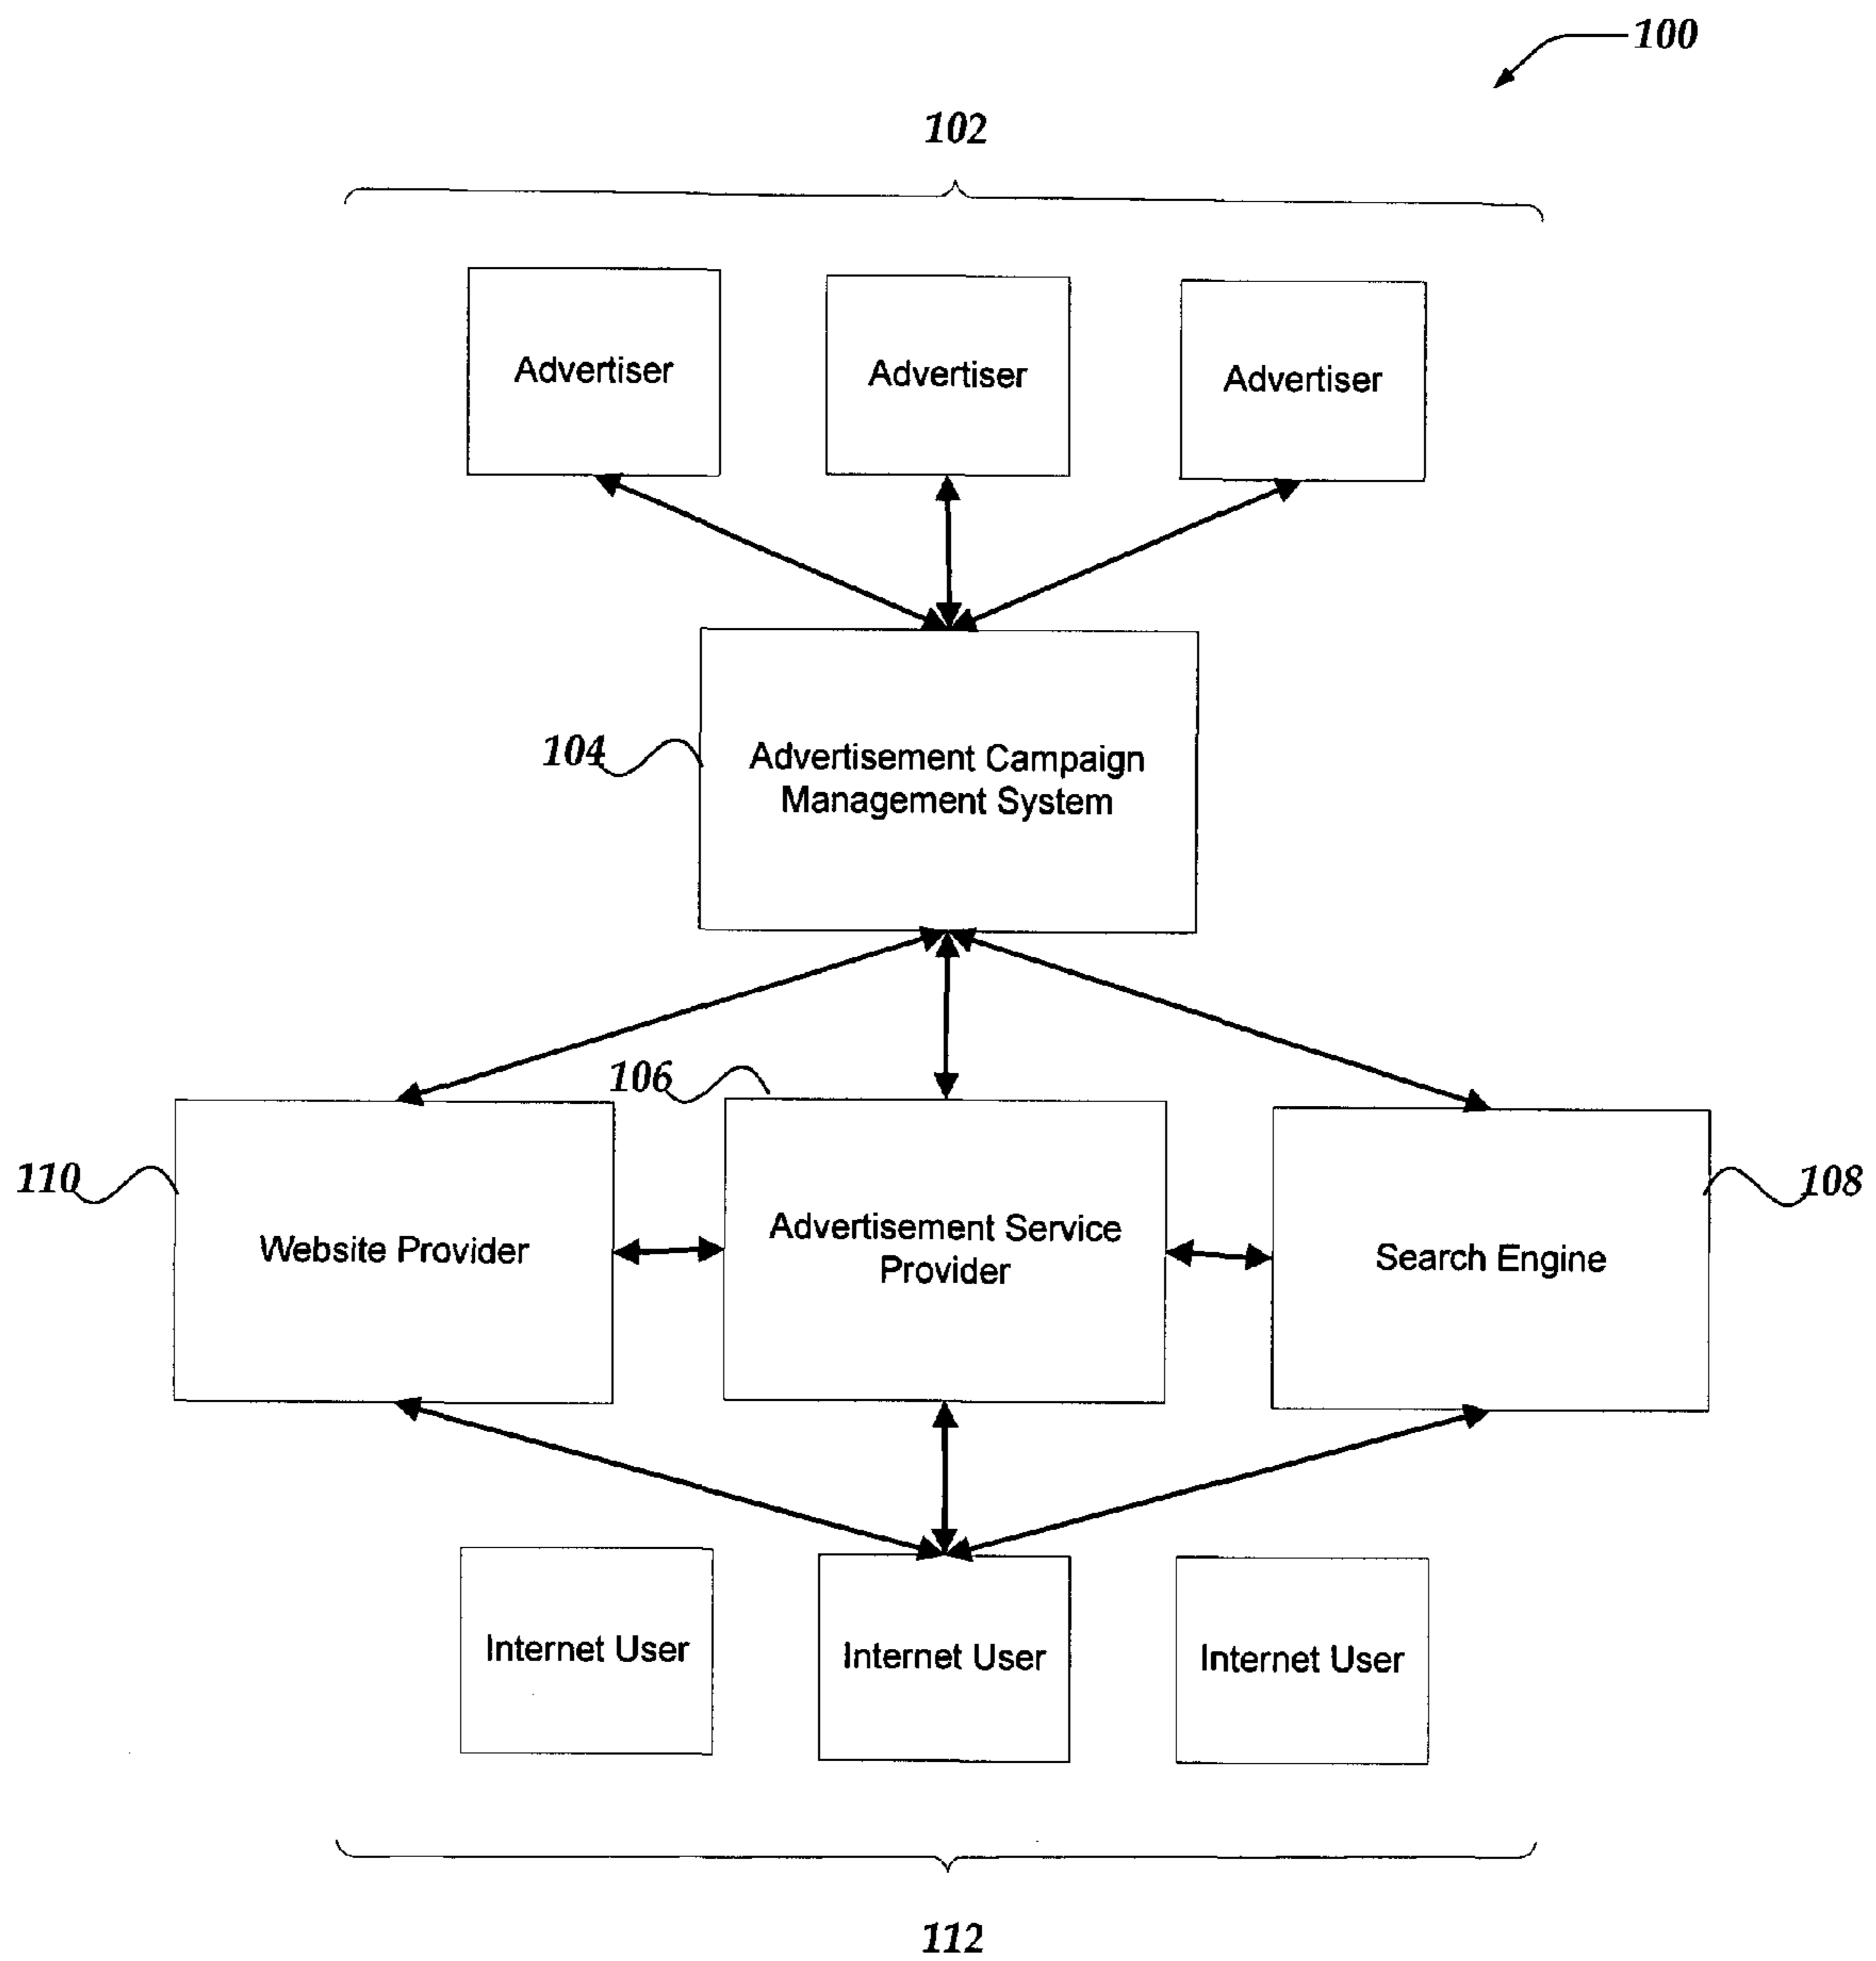 100
102
Advertiser
Advertiser
Advertiser
104
Advertisement Campaign
Management System
106
110
108
Website Provider
Advertisement Service
Provider
Search Engine
Internet User
Internet User
Internet User
112